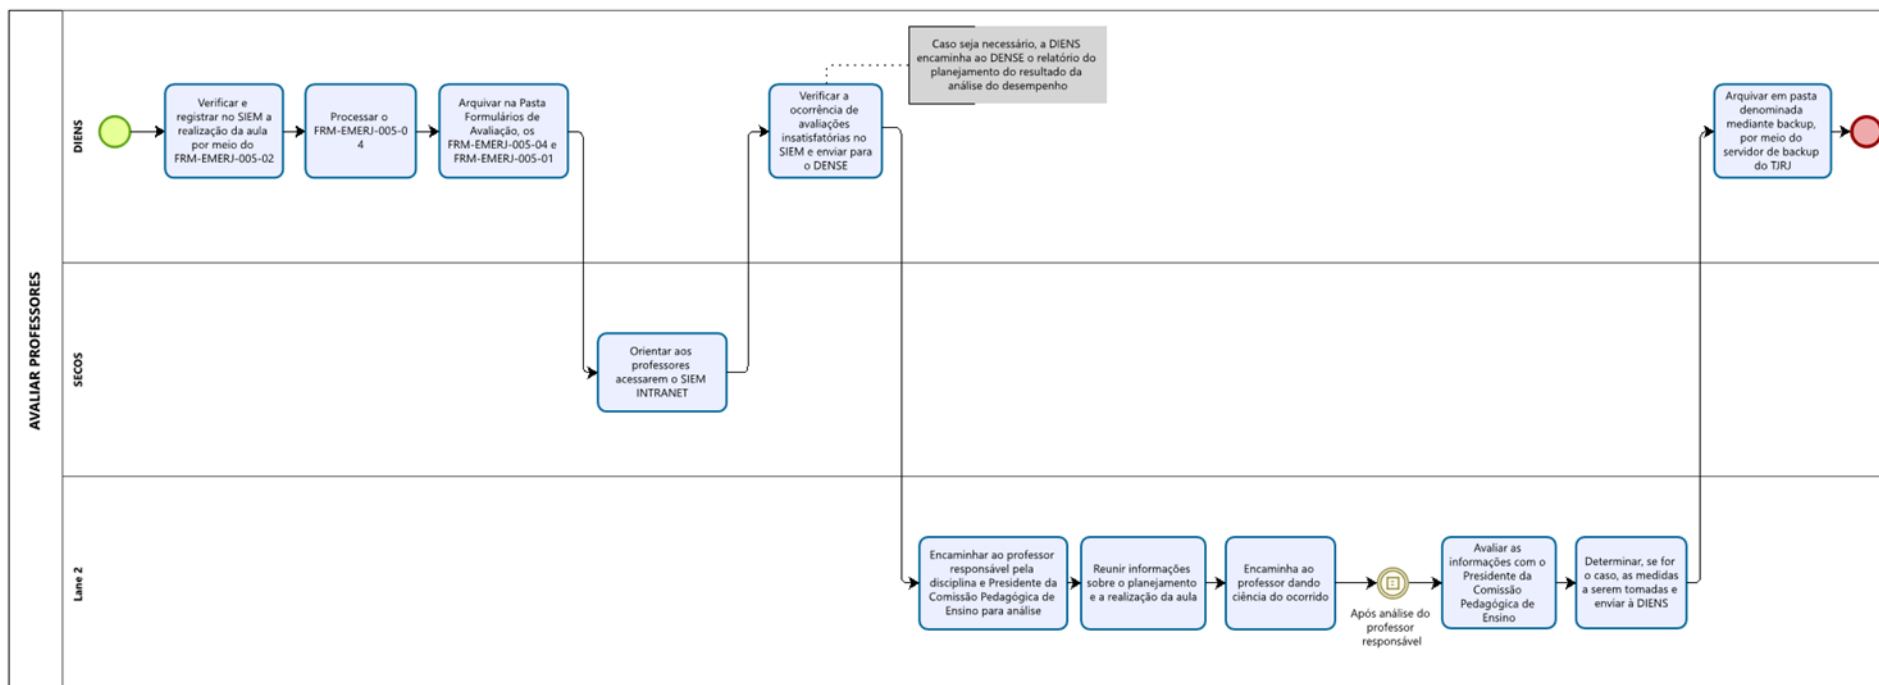 AVALIAR PROFESSORES
DIENS
Verificar e
registrar no SIEM a
realização da aula
por meio do
FRM-EMERJ-005-02
Processar o
FRM-EMERJ-005-0
4
Arquivar na Pasta
Formulários de
Avaliação, os
FRM-EMERJ-005-04 e
FRM-EMERJ-005-01
Verificar a
ocorrência de
avaliações
insatisfatórias no
SIEM e enviar para
o DENSE
Caso seja necessário, a DIENS
encaminha ao DENSE o relatório do
planejamento do resultado da
análise do desempenho
Arquivar em pasta
denominada
mediante backup,
por meio do
servidor de backup
do TJRJ
SECOS
Orientar aos
professores
acessarem o SIEM
INTRANET
Lane 2
Encaminhar ao professor
responsável pela
disciplina e Presidente da
Comissão Pedagógica de
Ensino para análise
Reunir informações
sobre o planejamento
e a realização da aula
Encaminha ao
professor dando
ciência do ocorrido
Após análise do
professor
responsável
Avaliar as
informações com o
Presidente da
Comissão
Pedagógica de
Ensino
Determinar, se for
o caso, as medidas
a serem tomadas e
enviar à DIENS